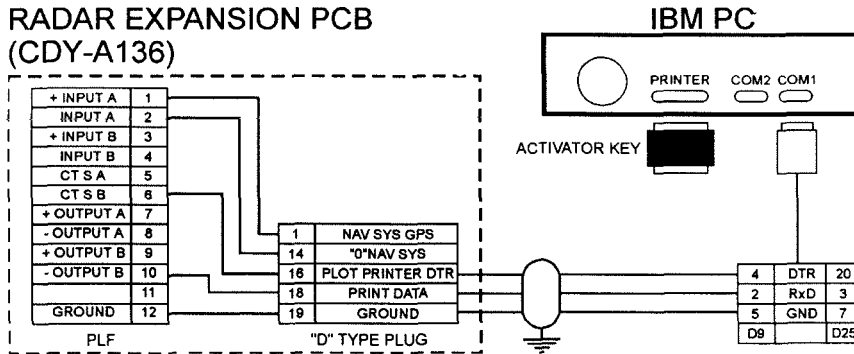 RADAR EXPANSION PCB
(CDY-A136)
IBM PC
PRINTER COM2 COM1
ACTIVATOR KEY
+ INPUT A 1
INPUT A 2
+ INPUT B 3
INPUT B 4
CT S A 5
CT S B 6
+ OUTPUT A 7
- OUTPUT A 8
+ OUTPUT B 9
- OUTPUT B 10
11
GROUND 12
PLF
1 NAV SYS GPS
14 "0"NAV SYS
16 PLOT PRINTER DTR
18 PRINT DATA
19 GROUND
"D" TYPE PLUG
4 DTR 20
2 RxD 3
5 GND 7
D9 D25